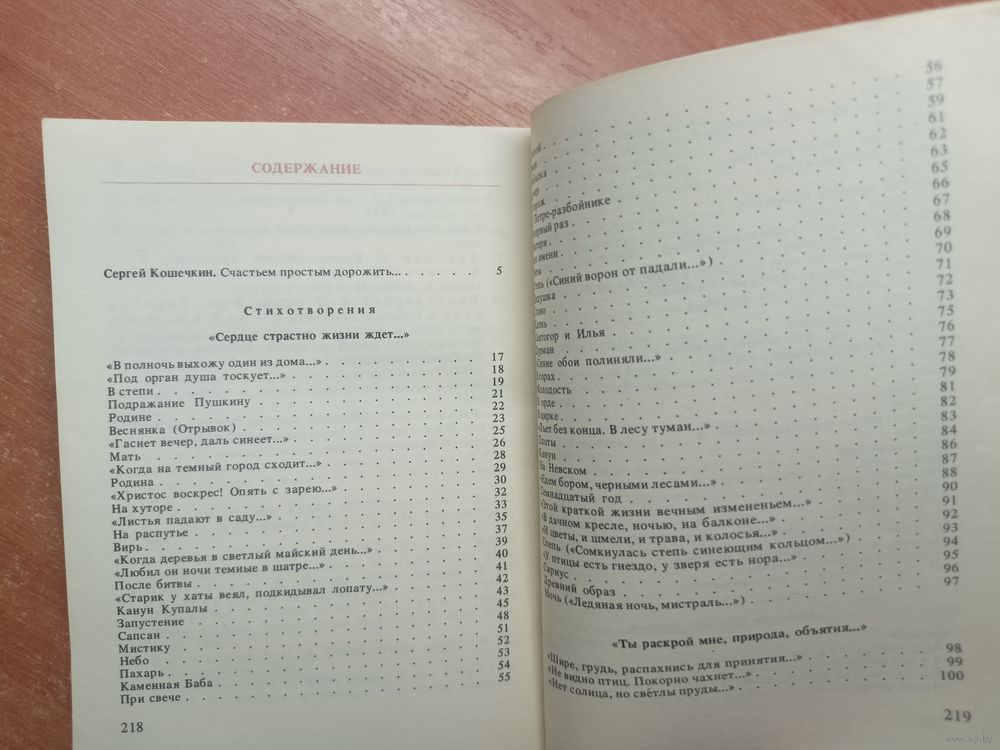 СОДЕРЖАНИЕ
Сергей Кошечкин. Счастьем простым дорожить... 5
Стихотворения
«Сердце страстно жизни ждет...»
«В полночь выхожу один из дома...» 17
«Под орган душа тоскует...» 18
В степи 19
Подражание Пушкину 21
Родине 22
Веснянка (Отрывок) 23
«Гаснет вечер, даль синеет...» 25
Мать 26
«Когда на темный город сходит...» 28
Родина 29
«Христос воскрес! Опять с зарею...» 30
На хуторе 32
«Листья падают в саду...» 33
На распутье 35
Вирь 37
«Когда деревья в светлый майский день...» 39
«Любил он ночи темные в шатре...» 40
После битвы 41
«Старик у хаты веял, подкидывал лопату...» 42
Канун Купалы 43
Запустение 45
Сапсан 48
Мистику 51
Небо 52
Пахарь 53
Каменная Баба 54
При свече 55
218
56
57
59
61
62
Петре-разбойнике 63
раз 65
66
имени 67
68
(«Синий ворон от падали...») 69
70
Слово 71
72
Святогор и Илья 73
75
«Синие обои полиняли...» 76
горах 77
Молодость 78
В орде 79
В цирке 81
«Льет без конца. В лесу туман...» 82
Плоты 83
Канун 84
На Невском 86
«Едем бором, черными лесами...» 87
Семнадцатый год 88
«Этой краткой жизни вечным измененьем...» 90
«В дачном кресле, ночью, на балконе...» 91
«И цветы, и шмели, и трава, и колосья...» 92
Степь («Сомкнулась степь синеющим кольцом...») 93
«У птицы есть гнездо, у зверя есть нора...» 94
Сириус 95
Древний образ 96
Ночь («Ледяная ночь, мистраль...») 97
«Ты раскрой мне, природа, объятия...»
«Шире, грудь, распахнись для принятия...» 98
«Не видно птиц. Покорно чахнет...» 99
«Нет солнца, но светлы пруды...» 100
219
www.ay.by